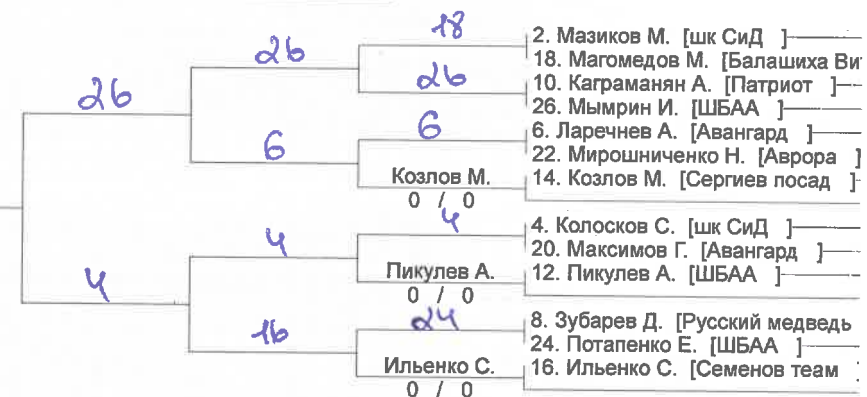 18
2. Мазиков М. [шк СиД ]
26
18. Магомедов М. [Балашиха Вит
26
10. Каграманян А. [Патриот ]
26
26. Мымрин И. [ШБАА ]
6
6
6. Ларечнев А. [Авангард ]
22. Мирошниченко Н. [Аврора ]
Козлов М.
14. Козлов М. [Сергиев посад ]
0 / 0
4
4. Колосков С. [шк СиД ]
4
20. Максимов Г. [Авангард ]
Пикулев А.
12. Пикулев А. [ШБАА ]
4
0 / 0
24
8. Зубарев Д. [Русский медведь
16
24. Потапенко Е. [ШБАА ]
Ильенко С.
16. Ильенко С. [Семенов теам ]
0 / 0